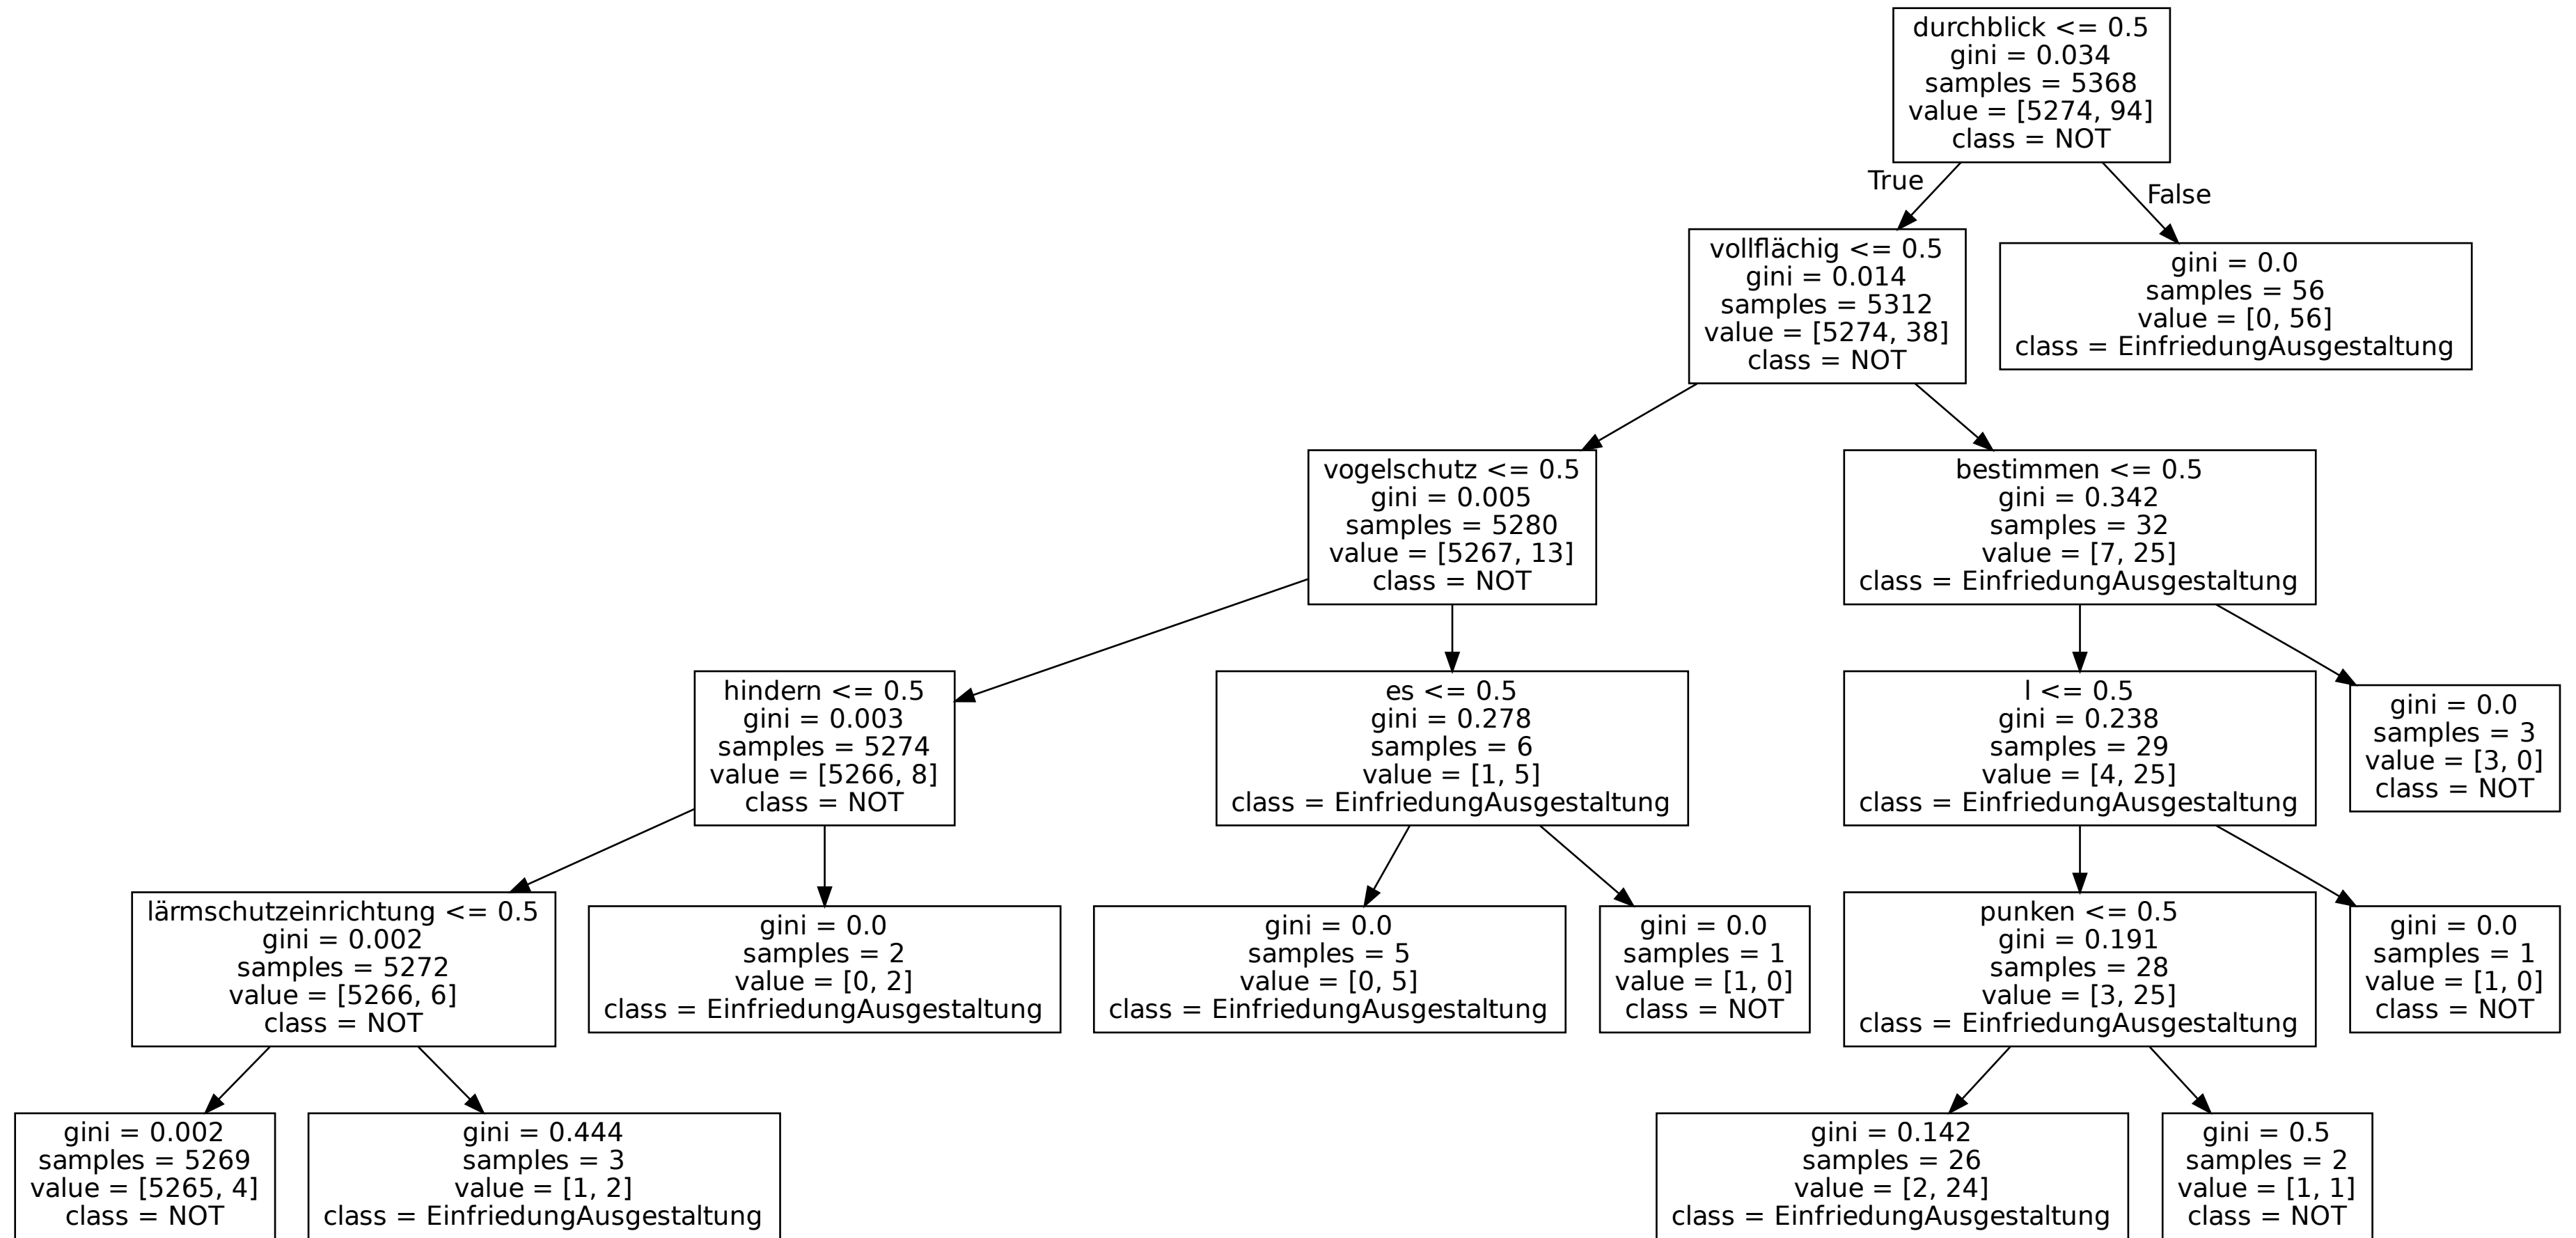 durchblick <= 0.5
gini = 0.034
samples = 5368
value = [5274, 94]
class = NOT
True
False
vollflächig <= 0.5
gini = 0.014
samples = 5312
value = [5274, 38]
class = NOT
gini = 0.0
samples = 56
value = [0, 56]
class = EinfriedungAusgestaltung
vogelschutz <= 0.5
gini = 0.005
samples = 5280
value = [5267, 13]
class = NOT
bestimmen <= 0.5
gini = 0.342
samples = 32
value = [7, 25]
class = EinfriedungAusgestaltung
hindern <= 0.5
gini = 0.003
samples = 5274
value = [5266, 8]
class = NOT
es <= 0.5
gini = 0.278
samples = 6
value = [1, 5]
class = EinfriedungAusgestaltung
l <= 0.5
gini = 0.238
samples = 29
value = [4, 25]
class = EinfriedungAusgestaltung
gini = 0.0
samples = 3
value = [3, 0]
class = NOT
lärmschutzeinrichtung <= 0.5
gini = 0.002
samples = 5272
value = [5266, 6]
class = NOT
gini = 0.0
samples = 2
value = [0, 2]
class = EinfriedungAusgestaltung
gini = 0.0
samples = 5
value = [0, 5]
class = EinfriedungAusgestaltung
gini = 0.0
samples = 1
value = [1, 0]
class = NOT
punken <= 0.5
gini = 0.191
samples = 28
value = [3, 25]
class = EinfriedungAusgestaltung
gini = 0.0
samples = 1
value = [1, 0]
class = NOT
gini = 0.002
samples = 5269
value = [5265, 4]
class = NOT
gini = 0.444
samples = 3
value = [1, 2]
class = EinfriedungAusgestaltung
gini = 0.142
samples = 26
value = [2, 24]
class = EinfriedungAusgestaltung
gini = 0.5
samples = 2
value = [1, 1]
class = NOT